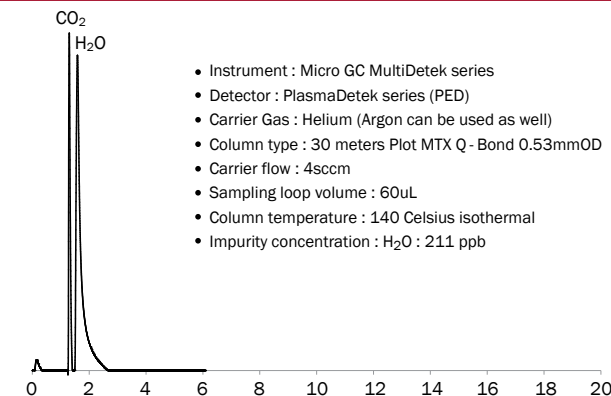 CO₂
H₂O
• Instrument : Micro GC MultiDetek series
• Detector : PlasmaDetek series (PED)
• Carrier Gas : Helium (Argon can be used as well)
• Column type : 30 meters Plot MTX Q - Bond 0.53mmOD
• Carrier flow : 4sccm
• Sampling loop volume : 60uL
• Column temperature : 140 Celsius isothermal
• Impurity concentration : H₂O : 211 ppb
0 2 4 6 8 10 12 14 16 18 20